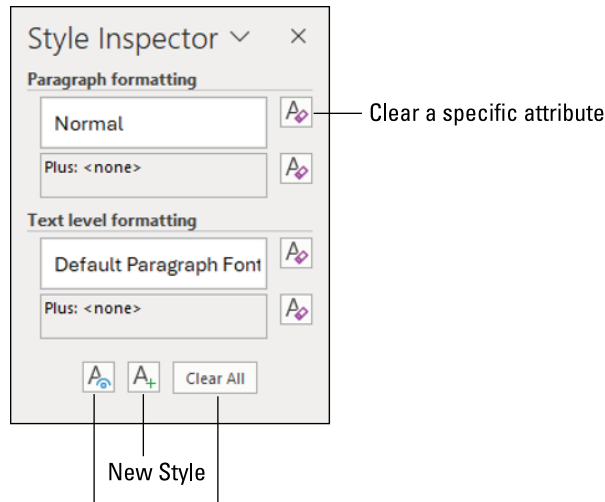 Style Inspector
Paragraph formatting
Normal
Clear a specific attribute
Plus: <none>
Text level formatting
Default Paragraph Font
Plus: <none>
Clear All
New Style